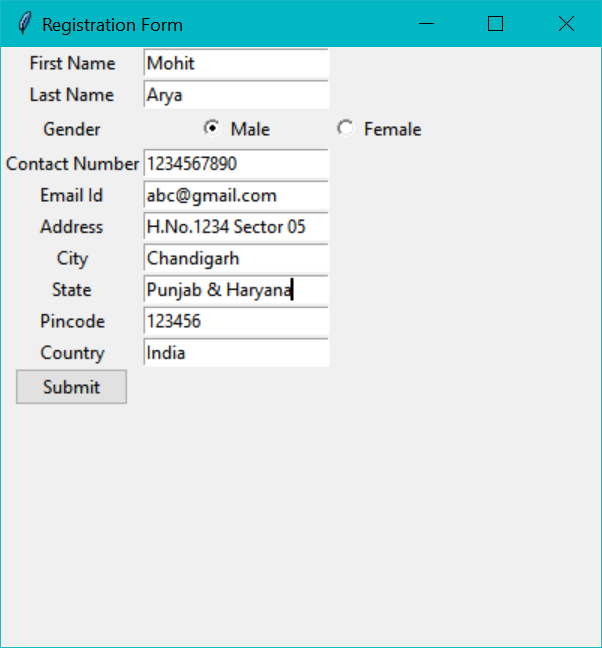 Registration Form
First Name Mohit
Last Name Arya
Gender Male Female
Contact Number 1234567890
Email Id abc@gmail.com
Address H.No.1234 Sector 05
City Chandigarh
State Punjab & Haryana
Pincode 123456
Country India
Submit